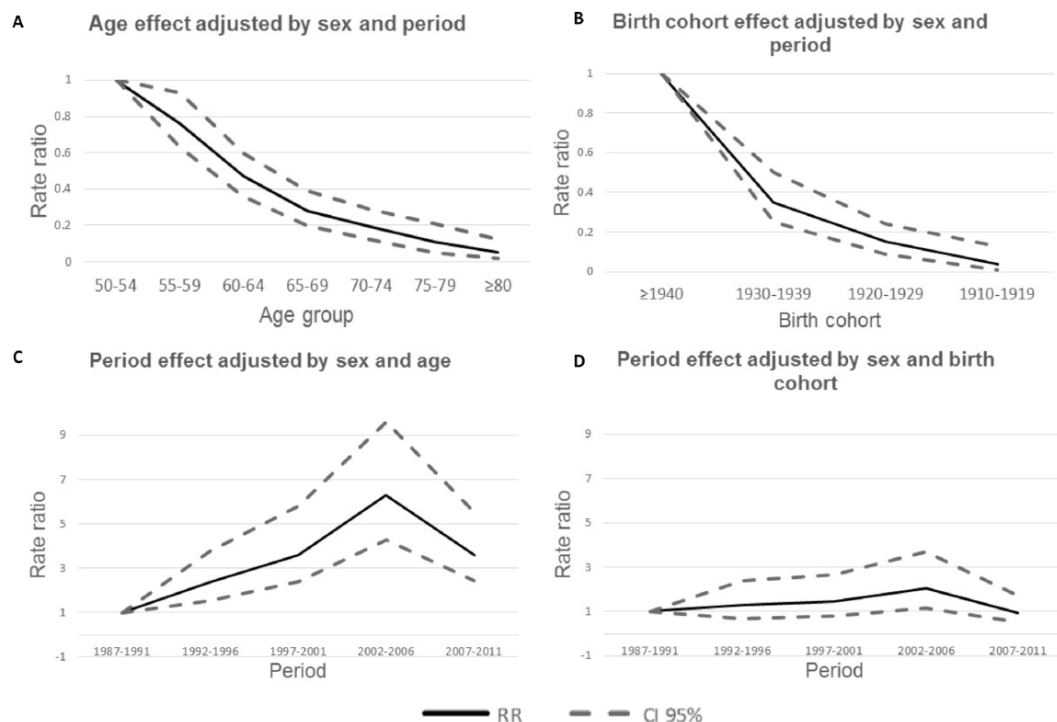 A
Age effect adjusted by sex and period
1
0.8
0.6
0.4
0.2
0
Rate ratio
50-54 55-59 60-64 65-69 70-74 75-79 ≥80
Age group
B
Birth cohort effect adjusted by sex and
period
1
0.8
0.6
0.4
0.2
0
Rate ratio
≥1940 1930-1939 1920-1929 1910-1919
Birth cohort
C
Period effect adjusted by sex and age
9
7
5
3
1
-1
Rate ratio
1987-1991 1992-1996 1997-2001 2002-2006 2007-2011
Period
D
Period effect adjusted by sex and birth
cohort
9
7
5
3
1
-1
Rate ratio
1987-1991 1992-1996 1997-2001 2002-2006 2007-2011
Period
RR CI 95%